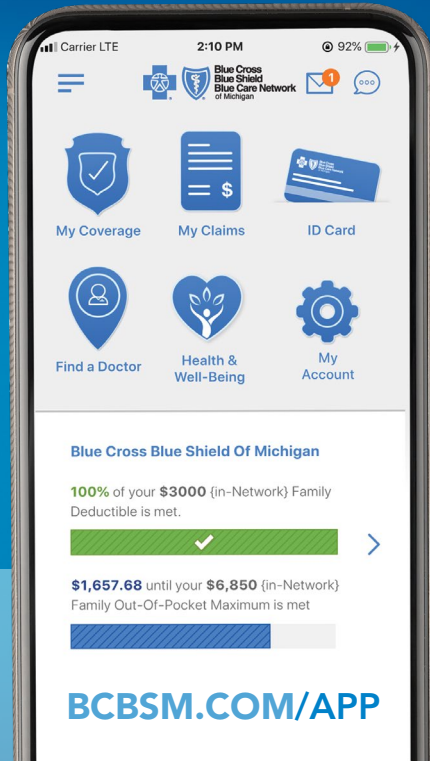 Carrier LTE 2:10 PM 92%
Blue Cross
Blue Shield
Blue Care Network
of Michigan
1
$
My Coverage My Claims ID Card
Find a Doctor Health & My
Well-Being Account
Blue Cross Blue Shield Of Michigan
100% of your $3000 {in-Network} Family
Deductible is met.
$1,657.68 until your $6,850 {in-Network}
Family Out-Of-Pocket Maximum is met
BCBSM.COM/APP